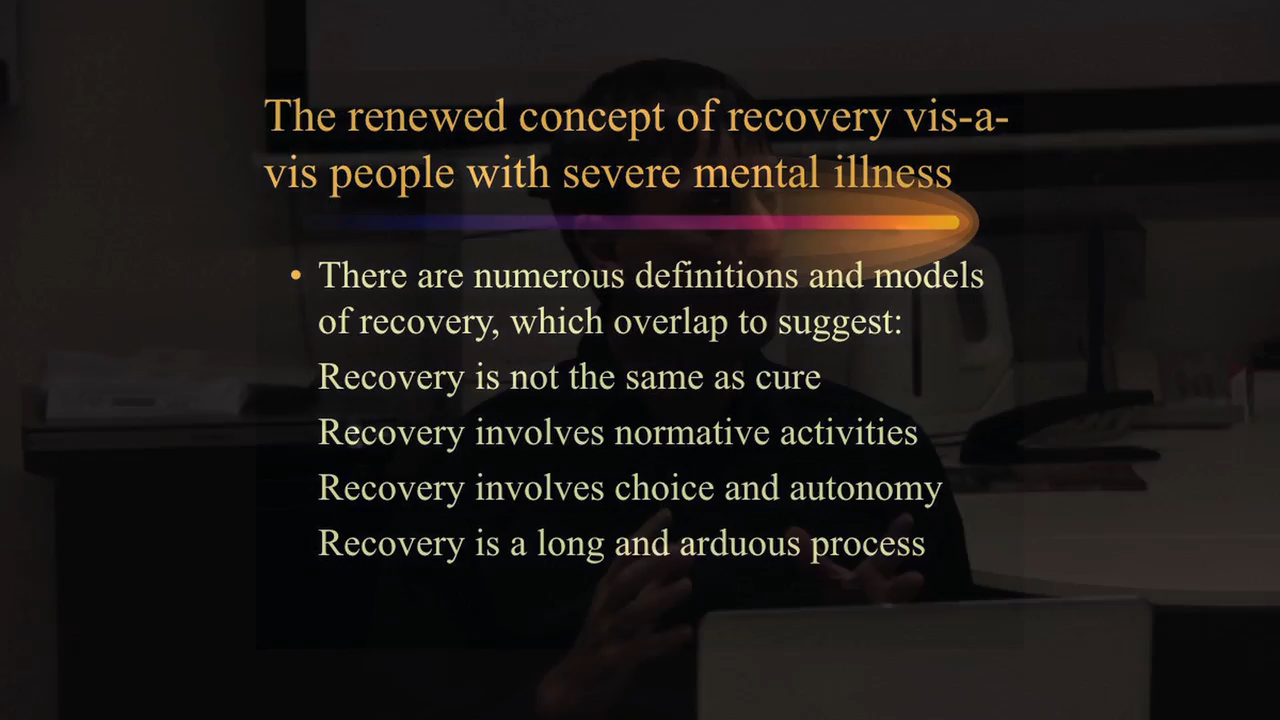 The renewed concept of recovery vis-a-
vis people with severe mental illness
• There are numerous definitions and models
of recovery, which overlap to suggest:
Recovery is not the same as cure
Recovery involves normative activities
Recovery involves choice and autonomy
Recovery is a long and arduous process